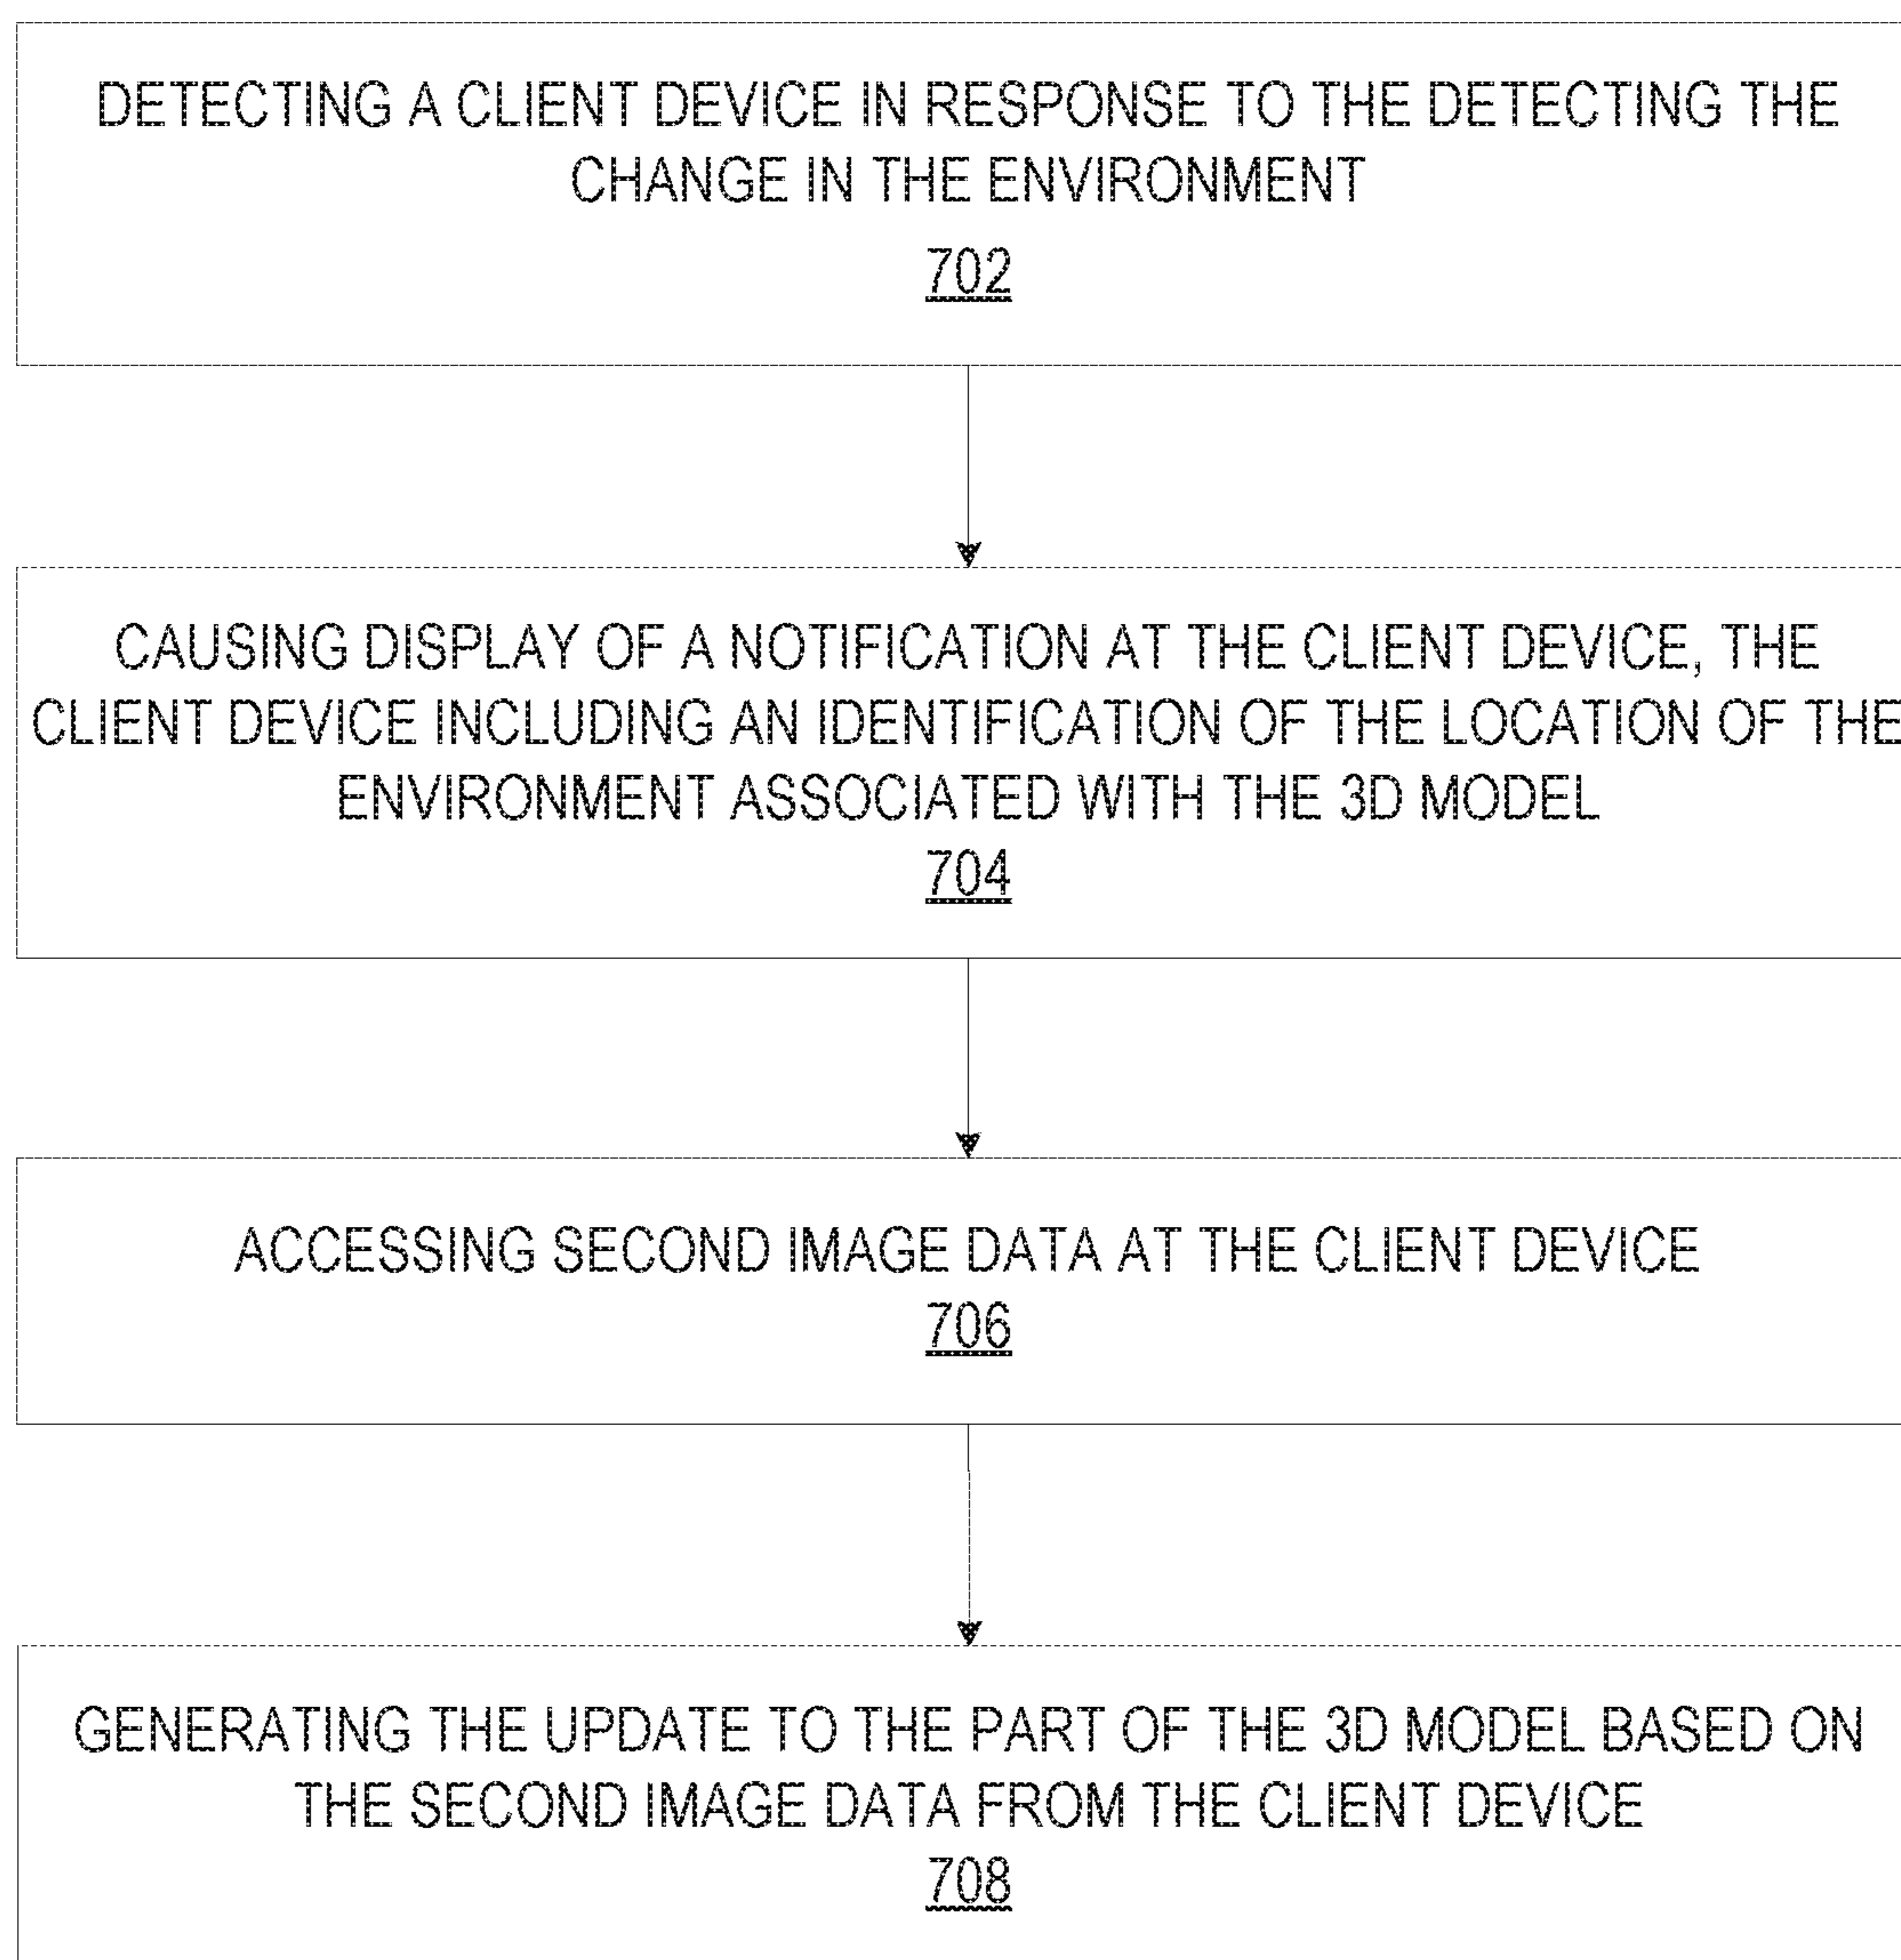 DETECTING A CLIENT DEVICE IN RESPONSE TO THE DETECTING THE
CHANGE IN THE ENVIRONMENT
702
CAUSING DISPLAY OF A NOTIFICATION AT THE CLIENT DEVICE, THE
CLIENT DEVICE INCLUDING AN IDENTIFICATION OF THE LOCATION OF THE
ENVIRONMENT ASSOCIATED WITH THE 3D MODEL
704
ACCESSING SECOND IMAGE DATA AT THE CLIENT DEVICE
706
GENERATING THE UPDATE TO THE PART OF THE 3D MODEL BASED ON
THE SECOND IMAGE DATA FROM THE CLIENT DEVICE
708